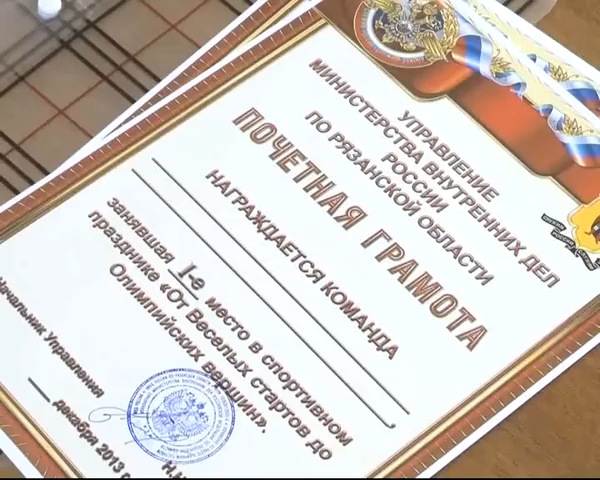 УПРАВЛЕНИЕ
МИНИСТЕРСТВА ВНУТРЕННИХ ДЕЛ
РОССИИ
ПО РЯЗАНСКОЙ ОБЛАСТИ
ПОЧЕТНАЯ ГРАМОТА
НАГРАЖДАЕТСЯ КОМАНДА
занявшая I-е место в спортивном
празднике «От Веселых стартов до
Олимпийских вершин».
Начальник Управления
декабря 2013 г